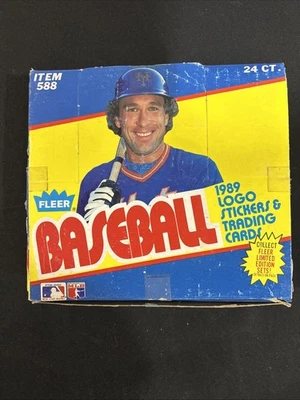 ITEM
588
24 CT.
FLEER
BASEBALL
1989
LOGO
STICKERS &
TRADING
CARDS
COLLECT
FLEER
LIMITED
EDITION
SETS!